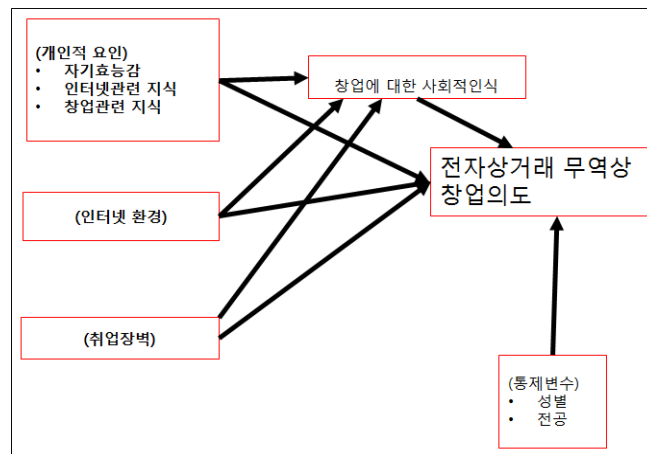 (개인적 요인)
• 자기효능감
• 인터넷관련 지식
• 창업관련 지식
창업에 대한 사회적인식
전자상거래 무역상
창업의도
(인터넷 환경)
(취업장벽)
(통제변수)
• 성별
• 전공